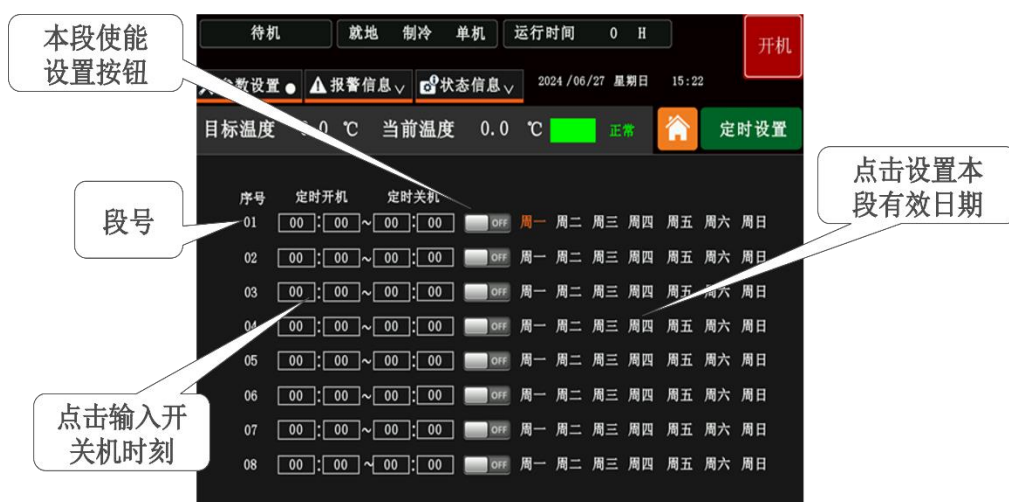 本段使能
设置按钮
待机 就地 制冷 单机 运行时间 0 H
开机
参数设置 报警信息 状态信息 2024/06/27 星期日 15:22
目标温度 0.0 ℃ 当前温度 0.0 ℃ 正常 定时设置
点击设置本
段有效日期
段号
序号 定时开机 定时关机
01 00:00~00:00 OFF 周一 周二 周三 周四 周五 周六 周日
02 00:00~00:00 OFF 周一 周二 周三 周四 周五 周六 周日
03 00:00~00:00 OFF 周一 周二 周三 周四 周五 周六 周日
04 00:00~00:00 OFF 周一 周二 周三 周四 周五 周六 周日
05 00:00~00:00 OFF 周一 周二 周三 周四 周五 周六 周日
06 00:00~00:00 OFF 周一 周二 周三 周四 周五 周六 周日
07 00:00~00:00 OFF 周一 周二 周三 周四 周五 周六 周日
08 00:00~00:00 OFF 周一 周二 周三 周四 周五 周六 周日
点击输入开
关机时刻